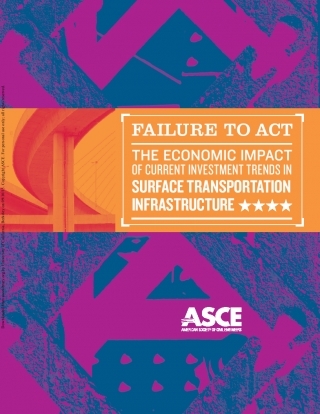 FAILURE TO ACT
THE ECONOMIC IMPACT
OF CURRENT INVESTMENT TRENDS IN
SURFACE TRANSPORTATION
INFRASTRUCTURE ★★★★
ASCE
AMERICAN SOCIETY OF CIVIL ENGINEERS